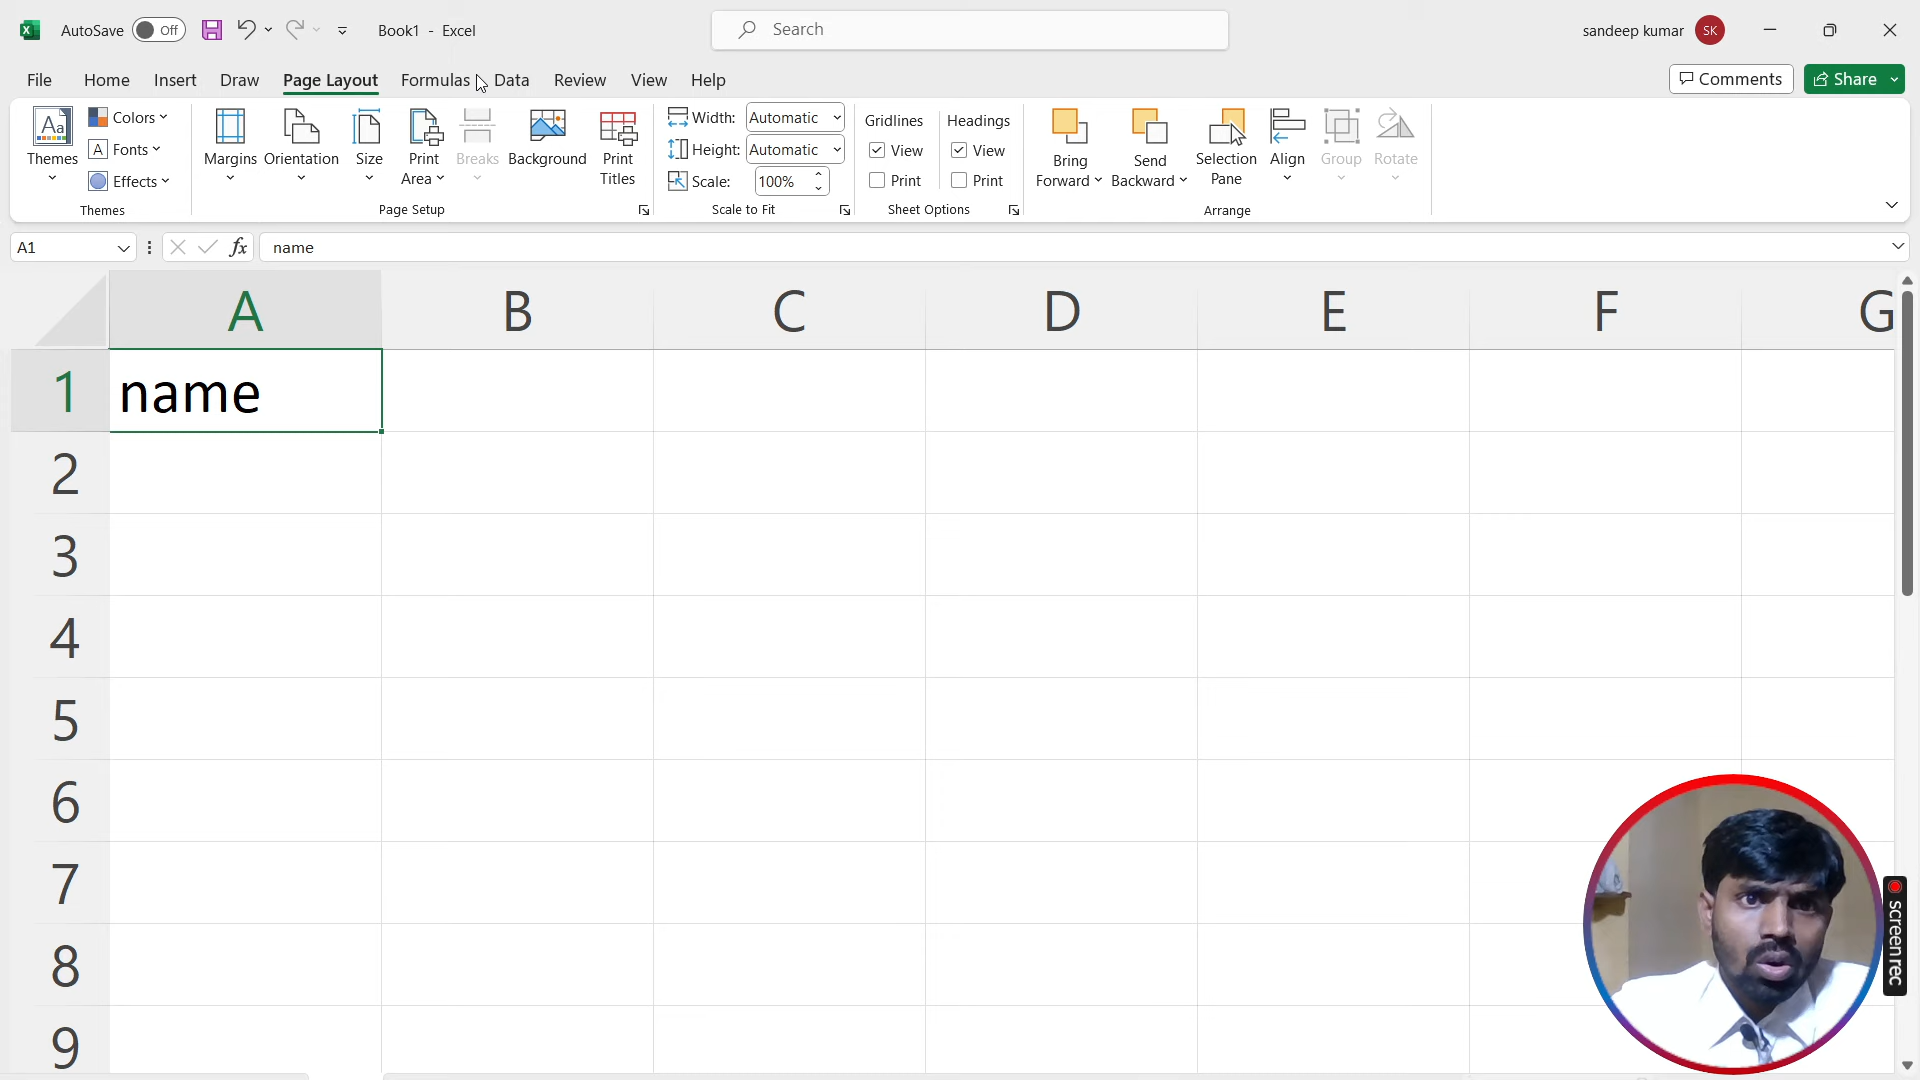 AutoSave Off Book1 - Excel Search sandeep kumar SK
File Home Insert Draw Page Layout Formulas Data Review View Help Comments Share
Aa Themes
Colors
A Fonts
Effects
Themes
Margins
Orientation
Size
Print Area
Breaks
Background
Print Titles
Page Setup
Width: Automatic
Height: Automatic
Scale: 100%
Scale to Fit
Gridlines
View
Print
Headings
View
Print
Sheet Options
Bring Forward
Send Backward
Selection Pane
Align
Group
Rotate
Arrange
A1 fx name
A B C D E F G
1 name
2
3
4
5
6
7
8
9
screenrec